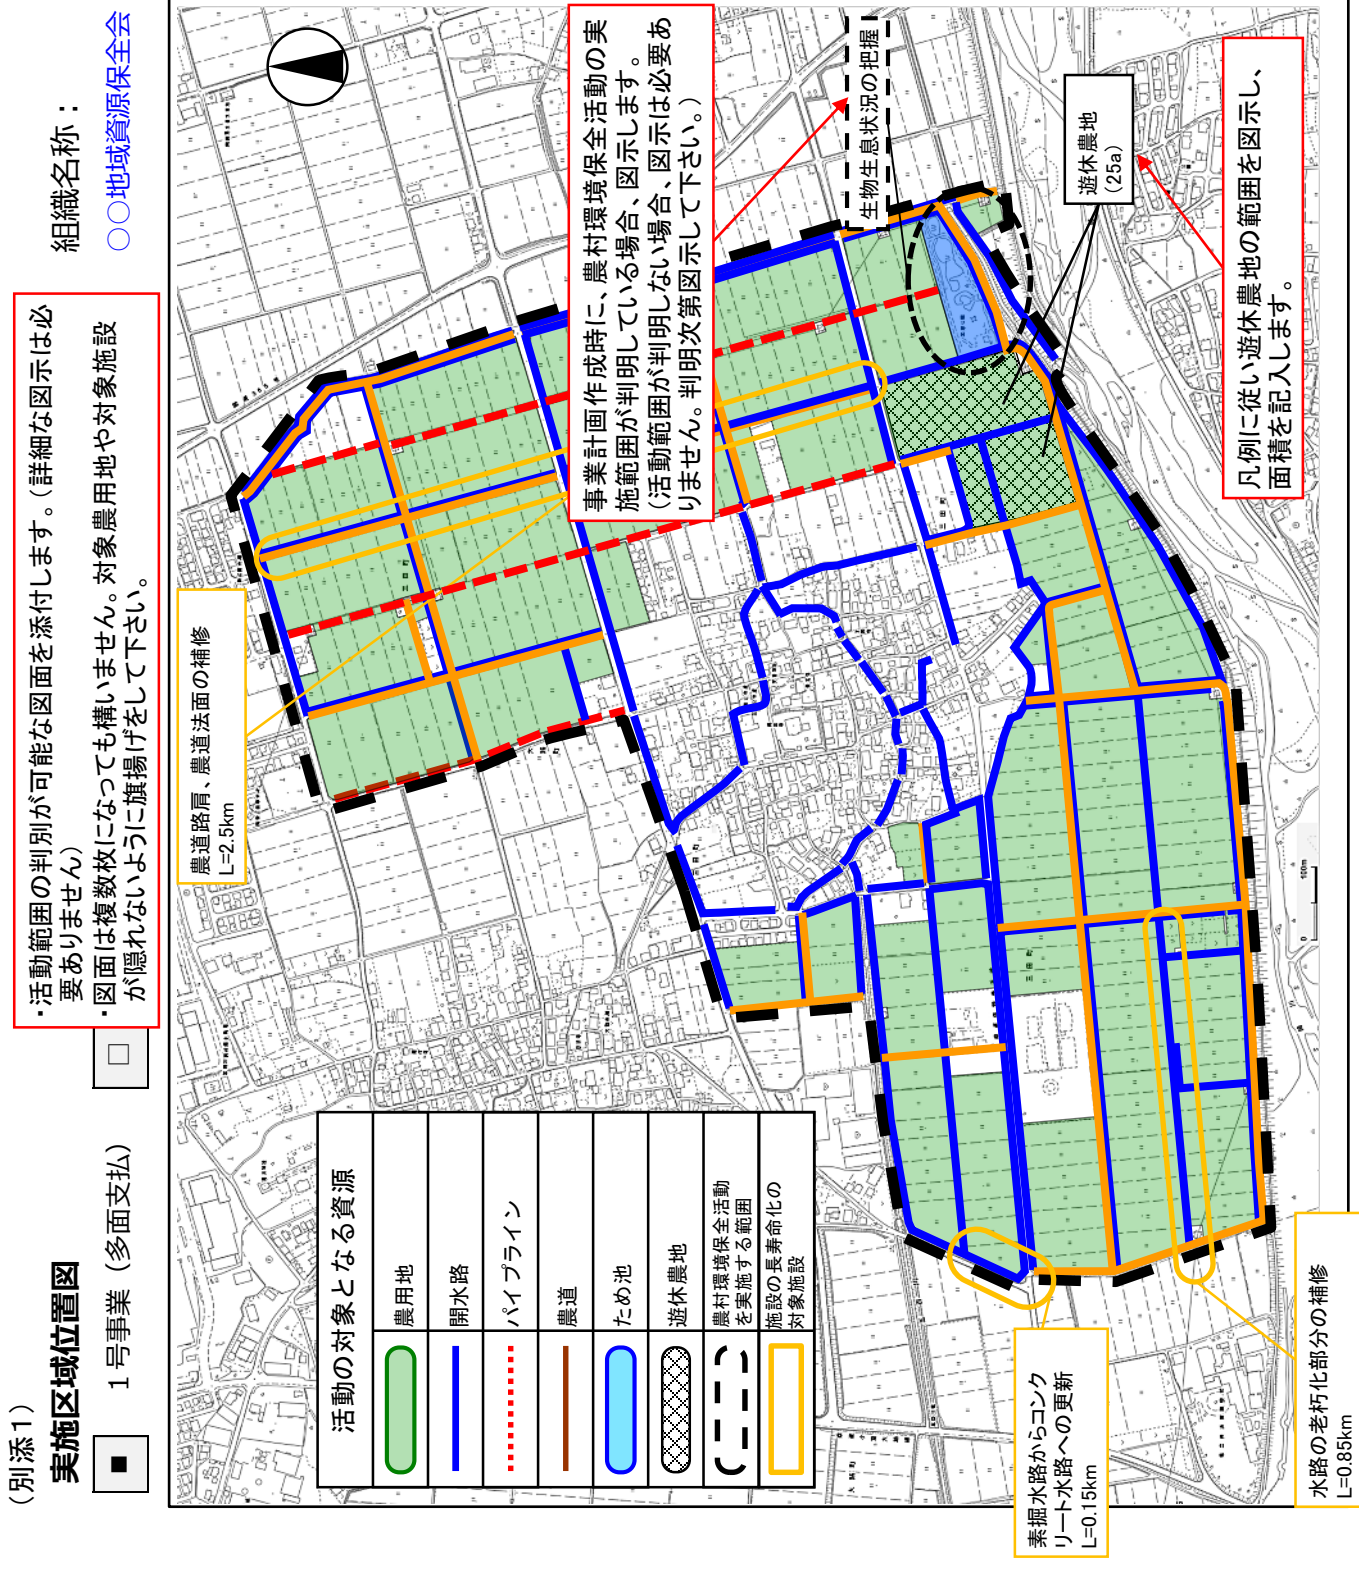 （別添１）
実施区域位置図
■
１号事業（多面支払）
□
・活動範囲の判別が可能な図面を添付します。（詳細な図示は必
要ありません）
・図面は複数枚になっても構いません。対象農用地や対象施設
が隠れないように旗揚げをして下さい。
組織名称：
○○地域資源保全会
活動の対象となる資源
農用地
開水路
パイプライン
農道
ため池
遊休農地
農村環境保全活動
を実施する範囲
施設の長寿命化の
対象施設
農道路肩、農道法面の補修
L=2.5km
事業計画作成時に、農村環境保全活動の実
施範囲が判明している場合、図示します。
（活動範囲が判明しない場合、図示は必要あ
りません。判明次第図示して下さい。）
生物生息状況の把握
遊休農地
（25a）
凡例に従い遊休農地の範囲を図示し、
面積を記入します。
素掘水路からコンク
リート水路への更新
L=0.15km
水路の老朽化部分の補修
L=0.85km
0
100m